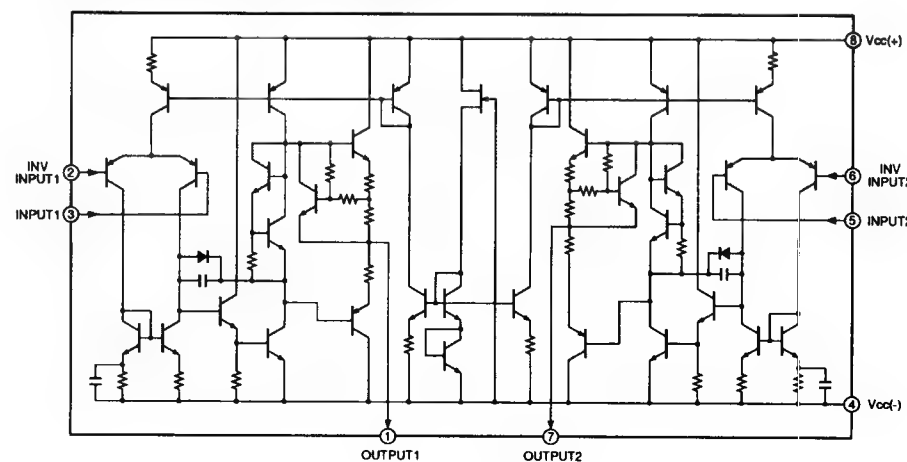 8 Vcc(+)
INV
INPUT1 2
INPUT1 3
6 INV
INPUT2
5 INPUT2
4 Vcc(-)
1
OUTPUT1
7
OUTPUT2